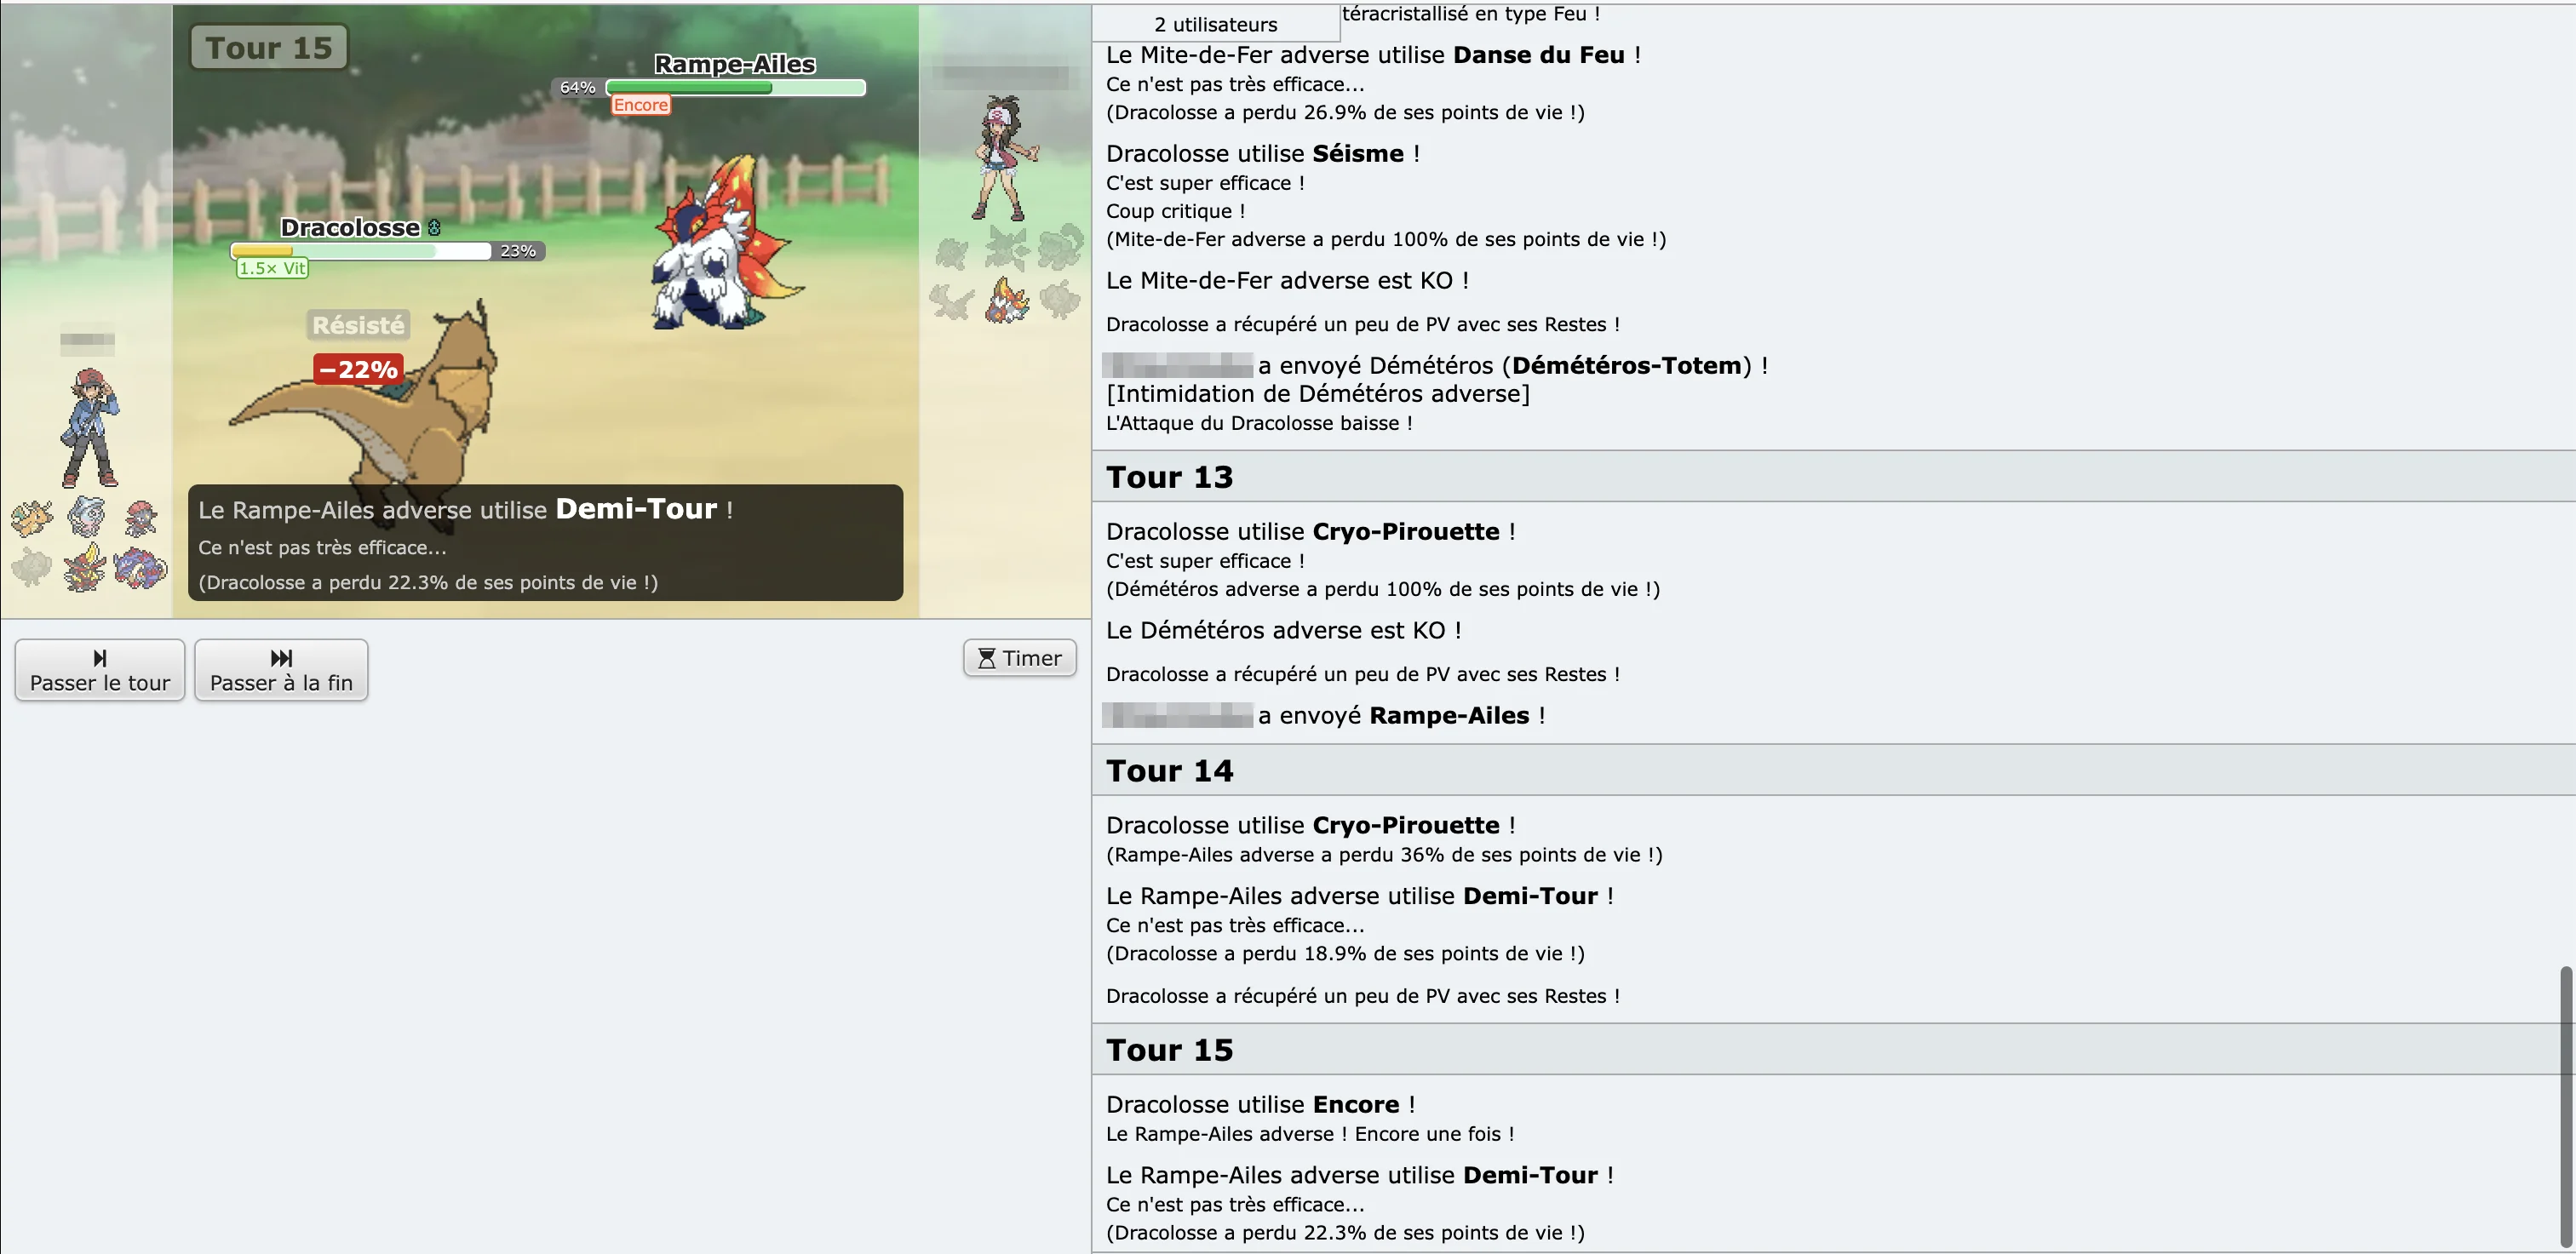 Tour 15
Rampe-Ailes
64%
Encore
Dracolosse
23%
1.5× Vit
Résisté
−22%
Le Rampe-Ailes adverse utilise Demi-Tour !
Ce n'est pas très efficace...
(Dracolosse a perdu 22.3% de ses points de vie !)
Passer le tour
Passer à la fin
Timer
2 utilisateurs
téracristallisé en type Feu !
Le Mite-de-Fer adverse utilise Danse du Feu !
Ce n'est pas très efficace...
(Dracolosse a perdu 26.9% de ses points de vie !)
Dracolosse utilise Séisme !
C'est super efficace !
Coup critique !
(Mite-de-Fer adverse a perdu 100% de ses points de vie !)
Le Mite-de-Fer adverse est KO !
Dracolosse a récupéré un peu de PV avec ses Restes !
a envoyé Démétéros (Démétéros-Totem) !
[Intimidation de Démétéros adverse]
L'Attaque du Dracolosse baisse !
Tour 13
Dracolosse utilise Cryo-Pirouette !
C'est super efficace !
(Démétéros adverse a perdu 100% de ses points de vie !)
Le Démétéros adverse est KO !
Dracolosse a récupéré un peu de PV avec ses Restes !
a envoyé Rampe-Ailes !
Tour 14
Dracolosse utilise Cryo-Pirouette !
(Rampe-Ailes adverse a perdu 36% de ses points de vie !)
Le Rampe-Ailes adverse utilise Demi-Tour !
Ce n'est pas très efficace...
(Dracolosse a perdu 18.9% de ses points de vie !)
Dracolosse a récupéré un peu de PV avec ses Restes !
Tour 15
Dracolosse utilise Encore !
Le Rampe-Ailes adverse ! Encore une fois !
Le Rampe-Ailes adverse utilise Demi-Tour !
Ce n'est pas très efficace...
(Dracolosse a perdu 22.3% de ses points de vie !)